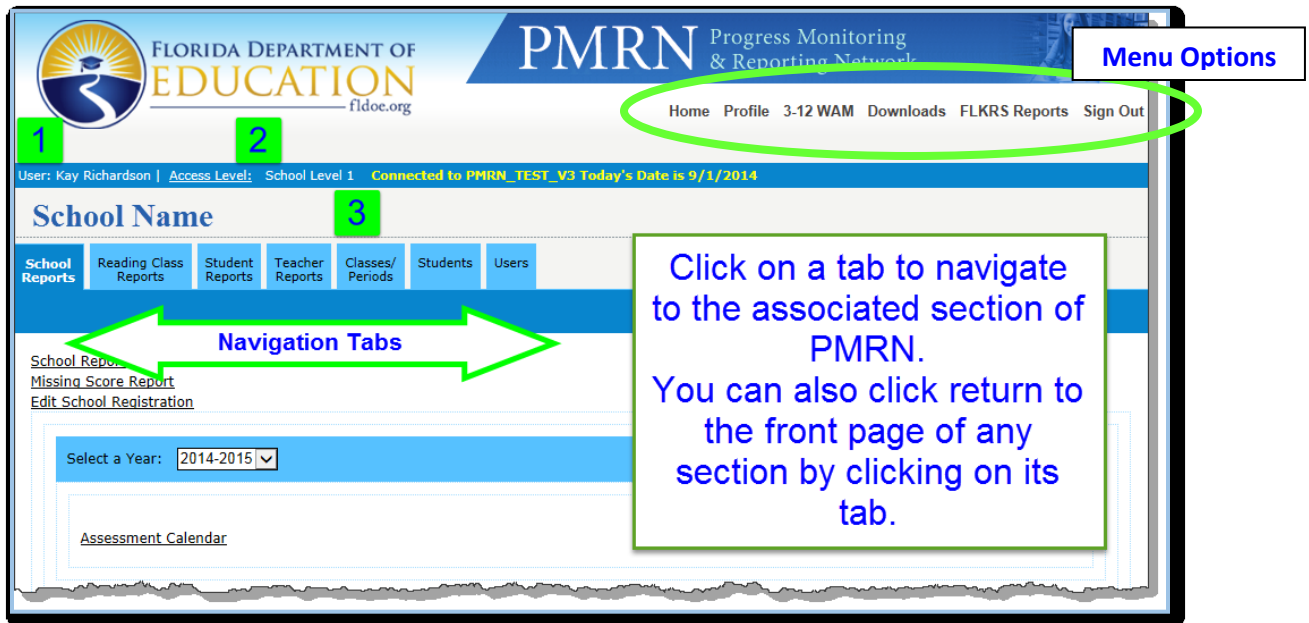 FLORIDA DEPARTMENT OF
EDUCATION
fldoe.org
PMRN Progress Monitoring
& Reporting Network
Menu Options
Home Profile 3-12 WAM Downloads FLKRS Reports Sign Out
1
2
User: Kay Richardson | Access Level: School Level 1 Connected to PMRN_TEST_V3 Today's Date is 9/1/2014
School Name
3
School Reports
Reading Class Reports
Student Reports
Teacher Reports
Classes/ Periods
Students
Users
Navigation Tabs
School Repor
Missing Score Report
Edit School Registration
Select a Year: 2014-2015
Assessment Calendar
Click on a tab to navigate
to the associated section of
PMRN.
You can also click return to
the front page of any
section by clicking on its
tab.